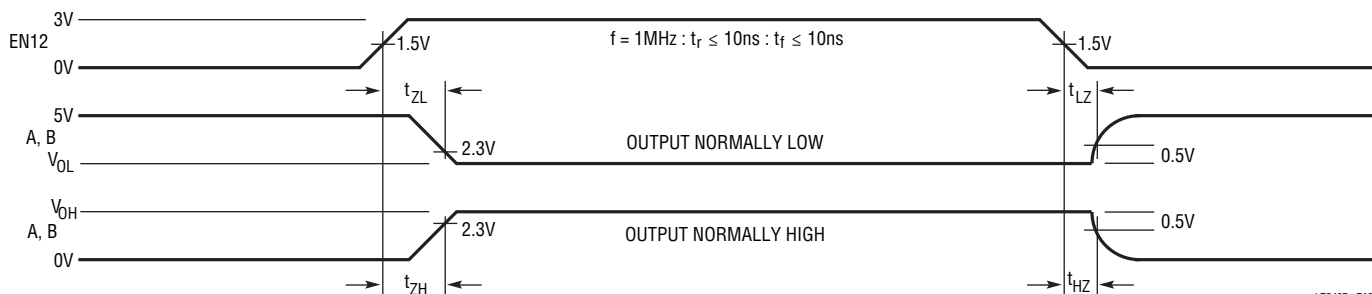 3V
EN12
1.5V
f = 1MHz : tr ≤ 10ns : tf ≤ 10ns
1.5V
0V
tZL
tLZ
5V
A, B
2.3V
OUTPUT NORMALLY LOW
0.5V
VOL
VOH
A, B
2.3V
OUTPUT NORMALLY HIGH
0.5V
0V
tZH
tHZ